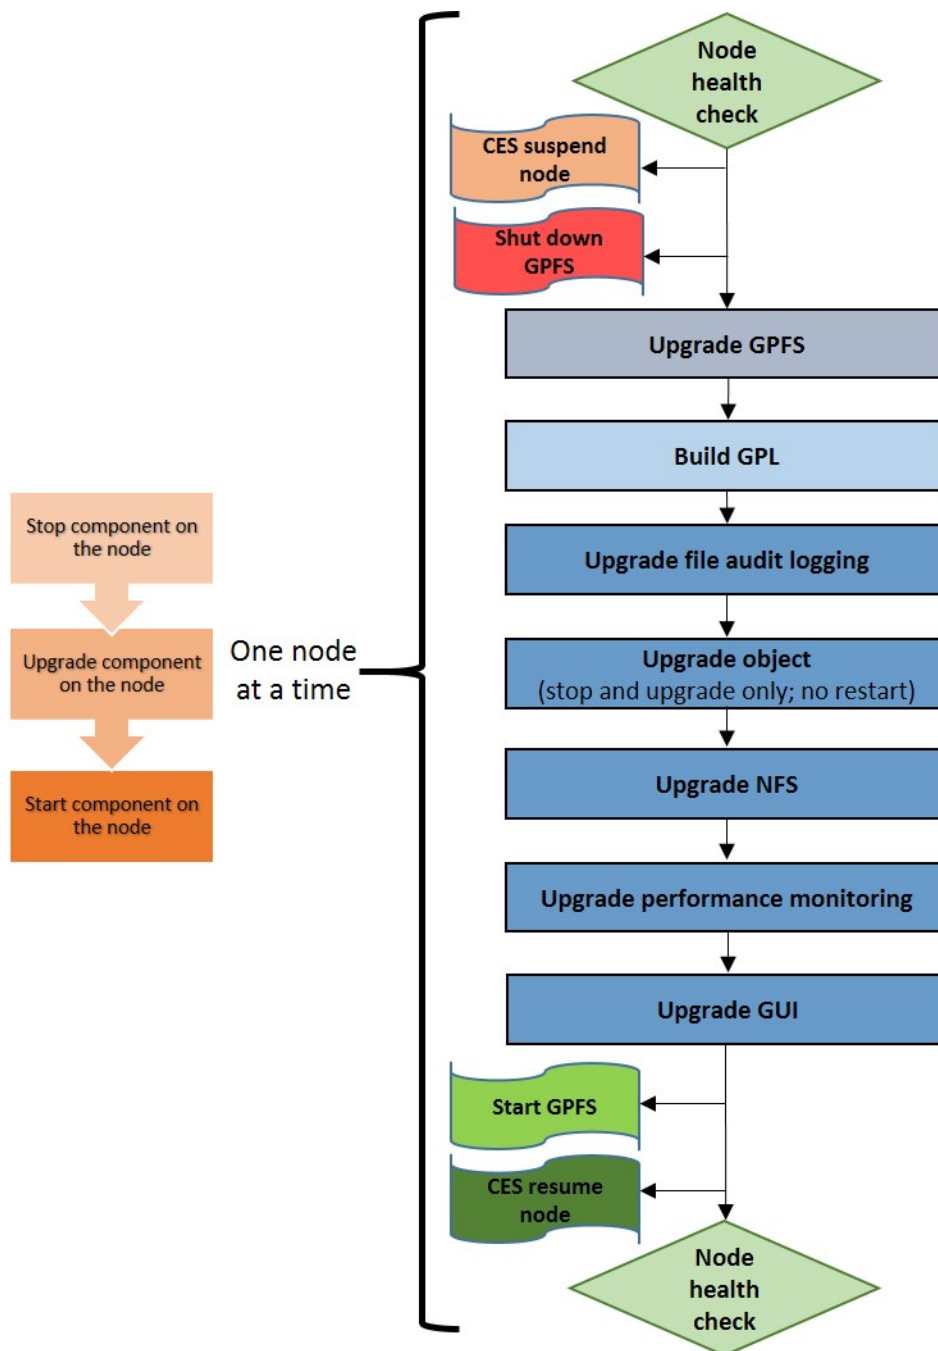 Node
health
check
CES suspend
node
Shut down
GPFS
Upgrade GPFS
Build GPL
Upgrade file audit logging
Upgrade object
(stop and upgrade only; no restart)
Upgrade NFS
Upgrade performance monitoring
Upgrade GUI
Start GPFS
CES resume
node
Node
health
check
One node
at a time
Stop component on
the node
Upgrade component
on the node
Start component on
the node